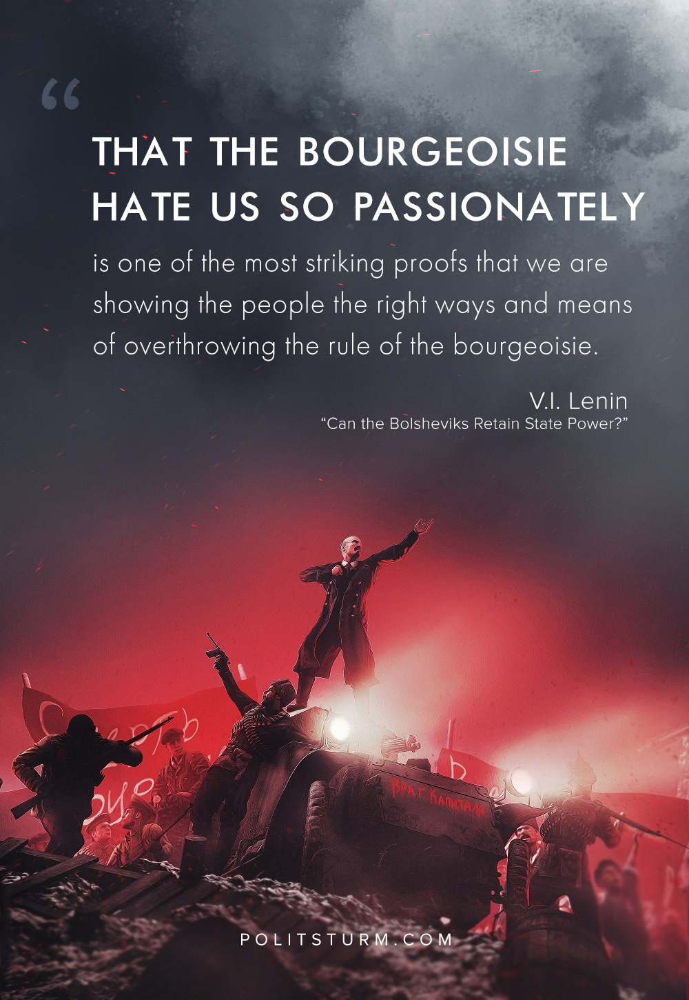 “
THAT THE BOURGEOISIE
HATE US SO PASSIONATELY
is one of the most striking proofs that we are
showing the people the right ways and means
of overthrowing the rule of the bourgeoisie.
V.I. Lenin
“Can the Bolsheviks Retain State Power?”
Смерть
ВРАГ КАПИТАЛА
POLITSTURM.COM